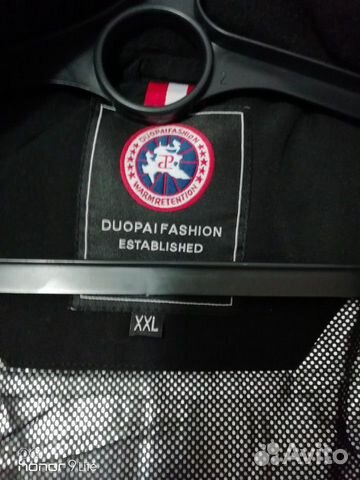 DUOPAIFASHION
WARMRETENTION
DUOPAI FASHION
ESTABLISHED
XXL
honor 9 Lite
Avito